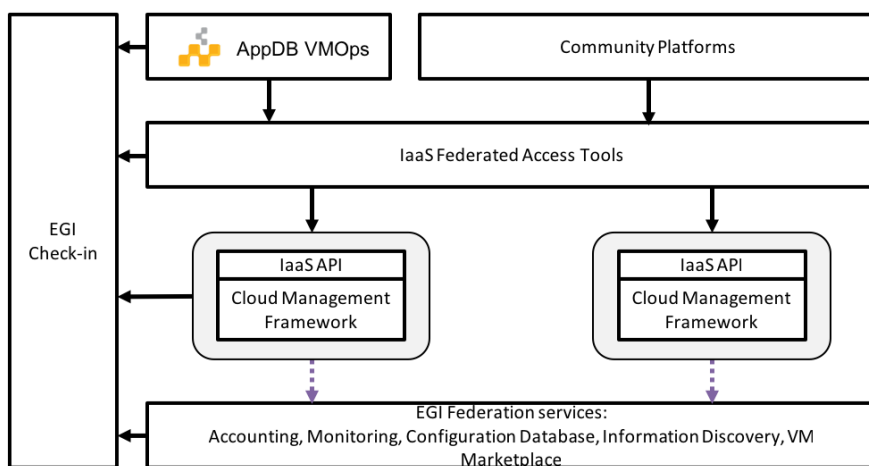 AppDB VMOps
Community Platforms
IaaS Federated Access Tools
EGI
Check-in
IaaS API
Cloud Management
Framework
IaaS API
Cloud Management
Framework
EGI Federation services:
Accounting, Monitoring, Configuration Database, Information Discovery, VM
Marketplace